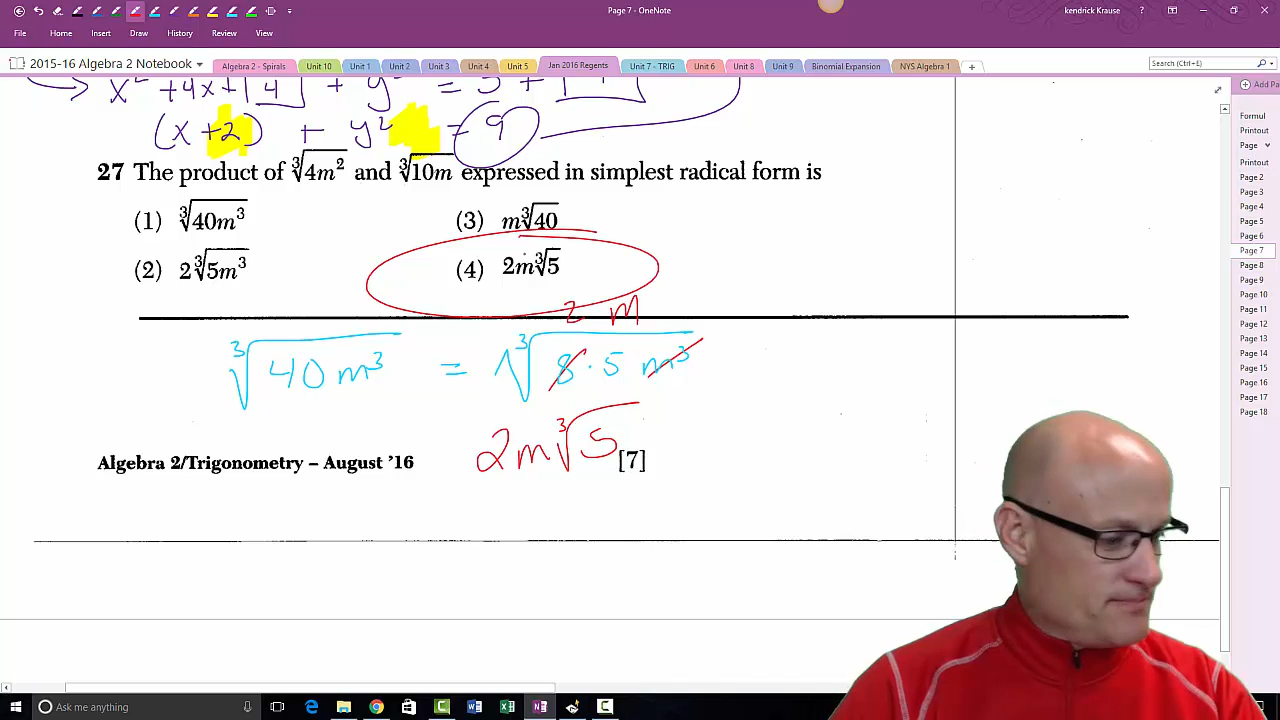 Page 7 - OneNote
kendrick Krause
File Home Insert Draw History Review View
2015-16 Algebra 2 Notebook
Algebra 2 - Spirals Unit 10 Unit 1 Unit 2 Unit 3 Unit 4 Unit 5 Jan 2016 Regents Unit 7 - TRIG Unit 6 Unit 8 Unit 9 Binomial Expansion NYS Algebra 1
Search (Ctrl+E)
(x+2) + y² = 9
27 The product of ∛4m² and ∛10m expressed in simplest radical form is
(1) ∛40m³
(3) m∛40
(2) 2∛5m³
(4) 2m∛5
2 m
∛40m³ = ∛8·5 m³
2m∛5
Algebra 2/Trigonometry – August ’16 [7]
Add Pa
Formul
Printout
Page
Printout
Page 2
Page 3
Page 4
Page 5
Page 6
Page 7
Page 8
Page 9
Page 10
Page 11
Page 12
Page 13
Page 14
Page 15
Page 16
Page 17
Page 18
Ask me anything
12:10 PM